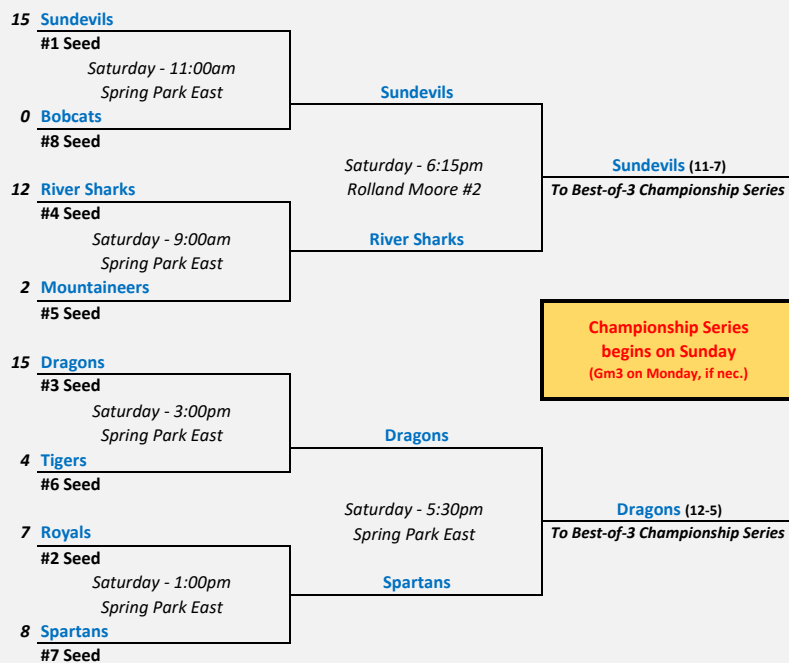 15 Sundevils
#1 Seed
Saturday - 11:00am
Spring Park East
Sundevils
0 Bobcats
#8 Seed
Saturday - 6:15pm
Rolland Moore #2
Sundevils (11-7)
To Best-of-3 Championship Series
12 River Sharks
#4 Seed
Saturday - 9:00am
Spring Park East
River Sharks
2 Mountaineers
#5 Seed
Championship Series
begins on Sunday
(Gm3 on Monday, if nec.)
15 Dragons
#3 Seed
Saturday - 3:00pm
Spring Park East
Dragons
4 Tigers
#6 Seed
Saturday - 5:30pm
Spring Park East
Dragons (12-5)
To Best-of-3 Championship Series
7 Royals
#2 Seed
Saturday - 1:00pm
Spring Park East
Spartans
8 Spartans
#7 Seed